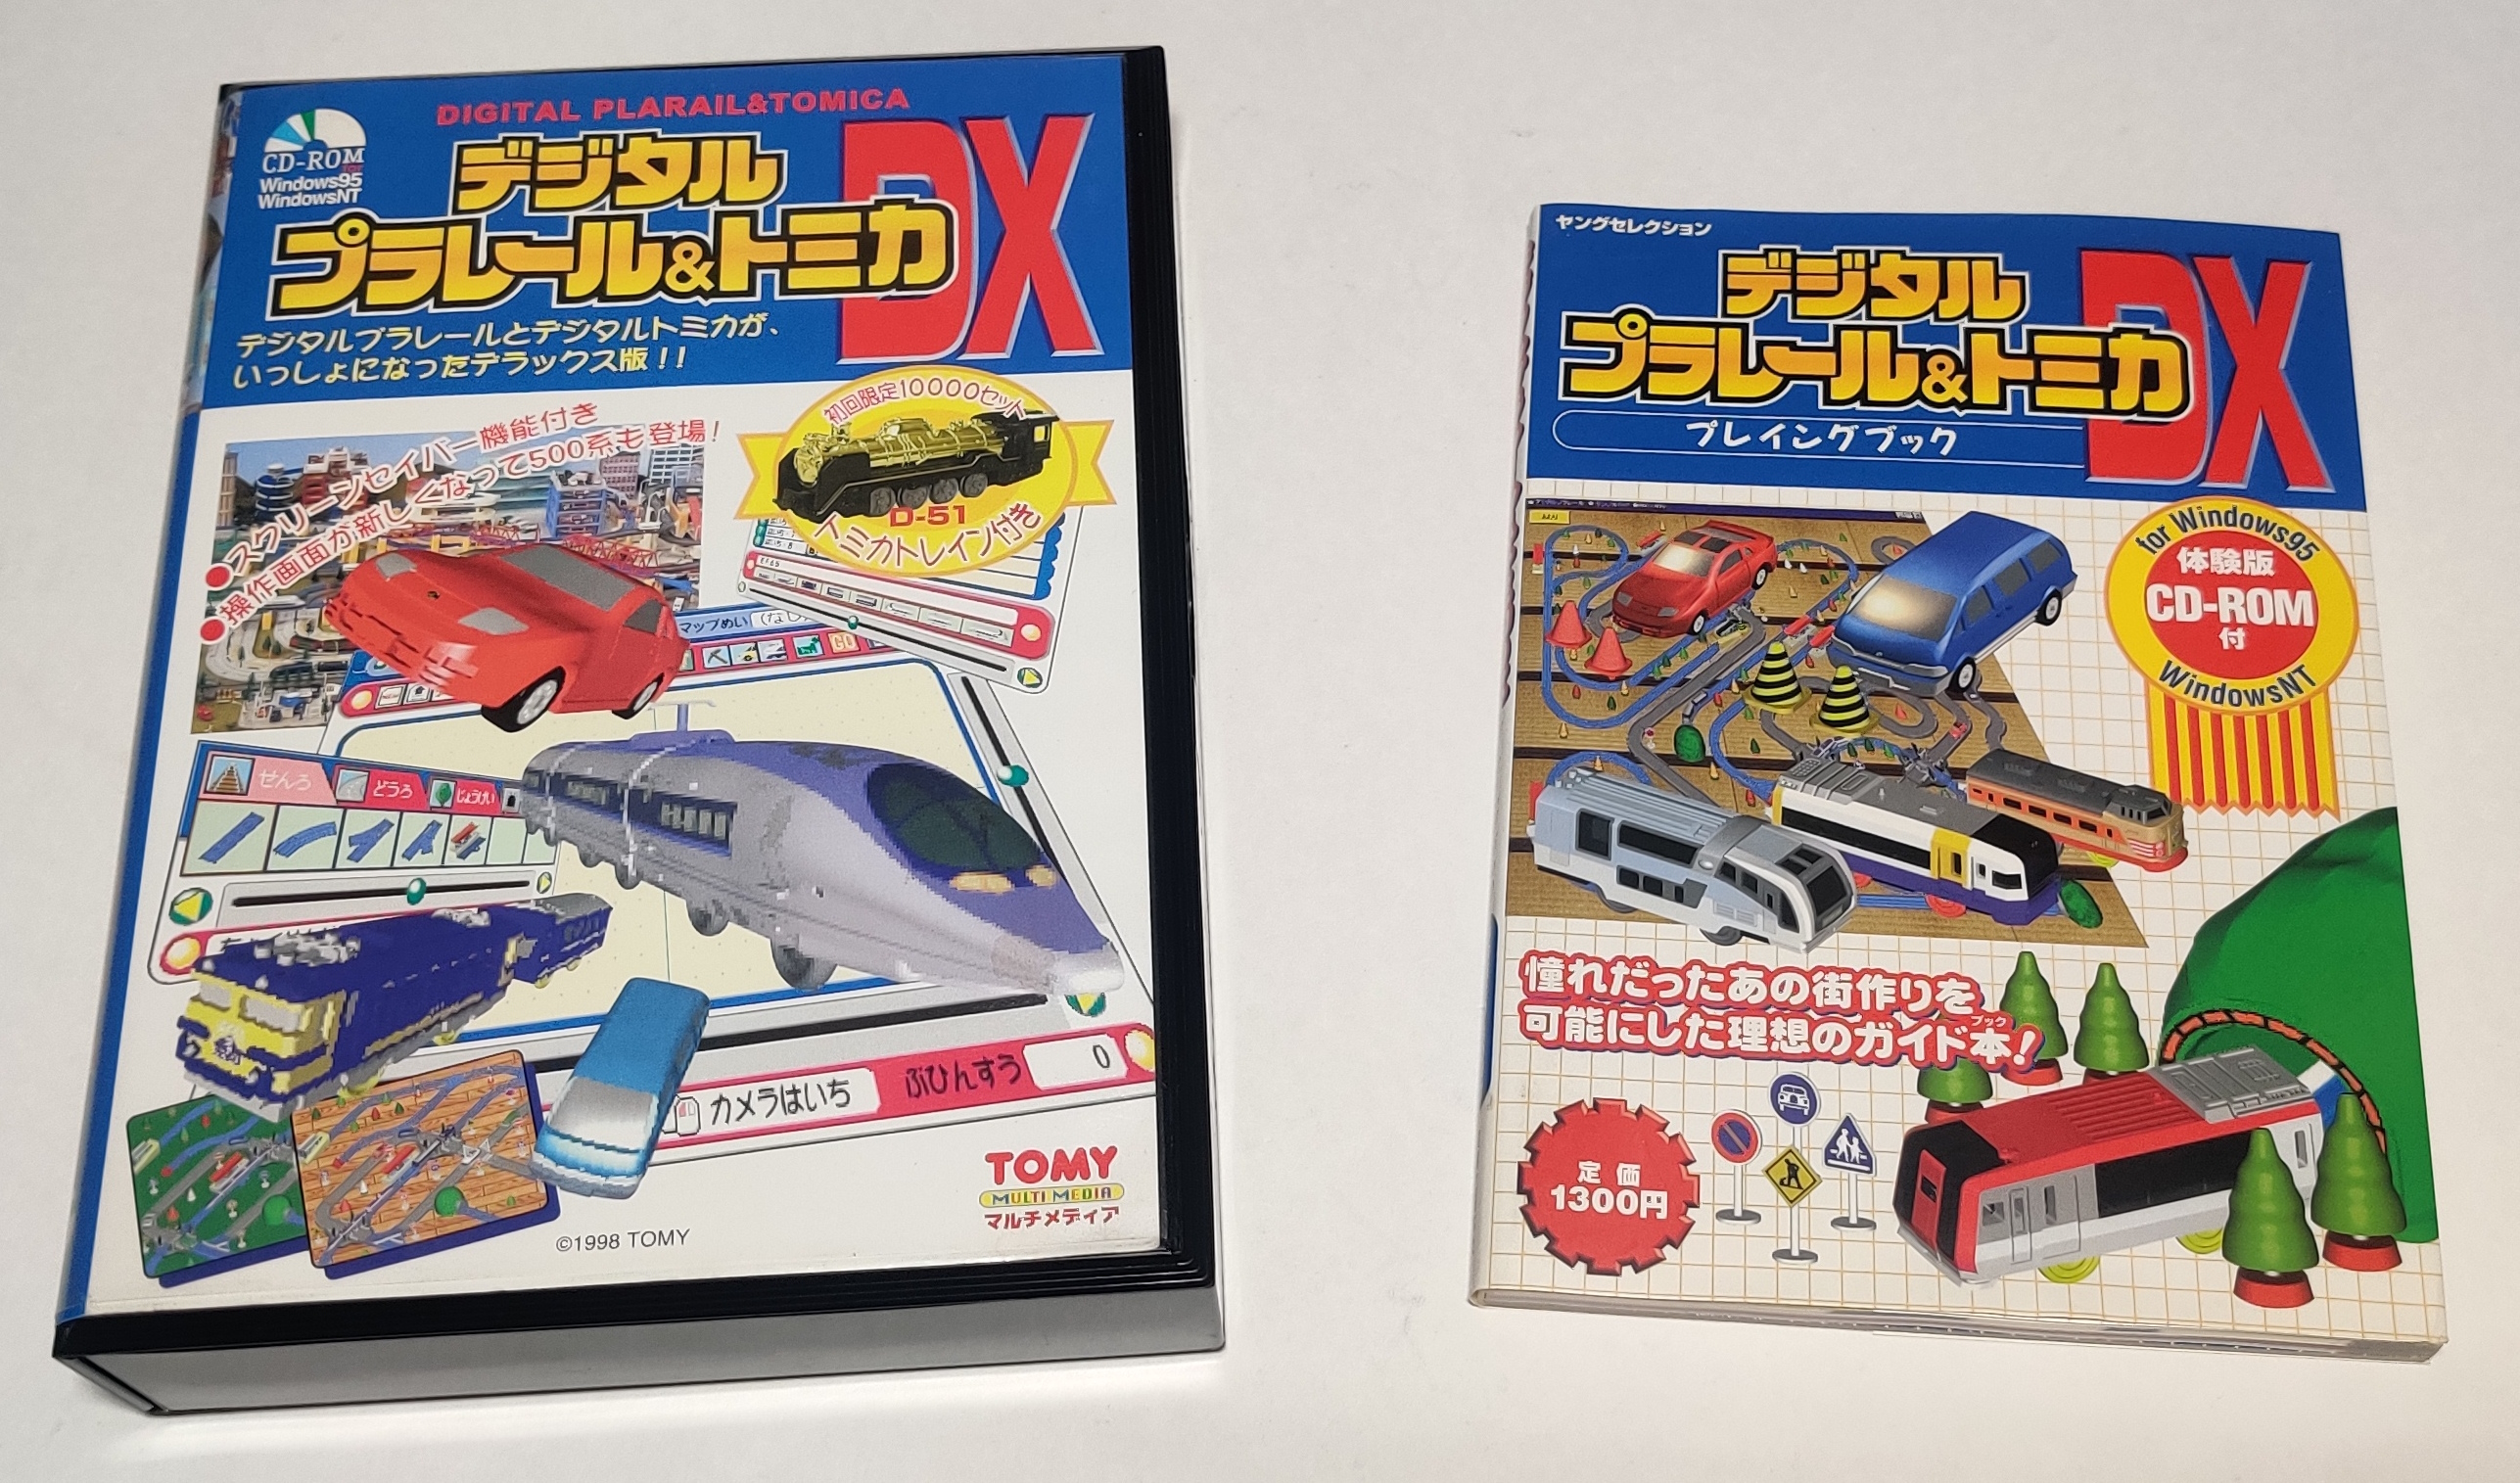 DIGITAL PLARAIL&TOMICA
CD-ROM
for
Windows95
WindowsNT
デジタル
プラレール&トミカ
DX
デジタルプラレールとデジタルトミカが、
いっしょになったデラックス版!!
初回限定10000セット
D-51
トミカトレイン付き
●スクリーンセイバー機能付き
●操作画面が新しくなって500系も登場!
マップめい
GO
せんろ
どうろ
じょうけい
カメラはいち
ぶひんすう
0
TOMY
MULTI MEDIA
マルチメディア
©1998 TOMY
ヤングセレクション
デジタル
プラレール&トミカ
DX
プレイングブック
for Windows95
体験版
CD-ROM
付
WindowsNT
憧れだったあの街作りを
可能にした理想のガイド本!
ブック
定価
1300円